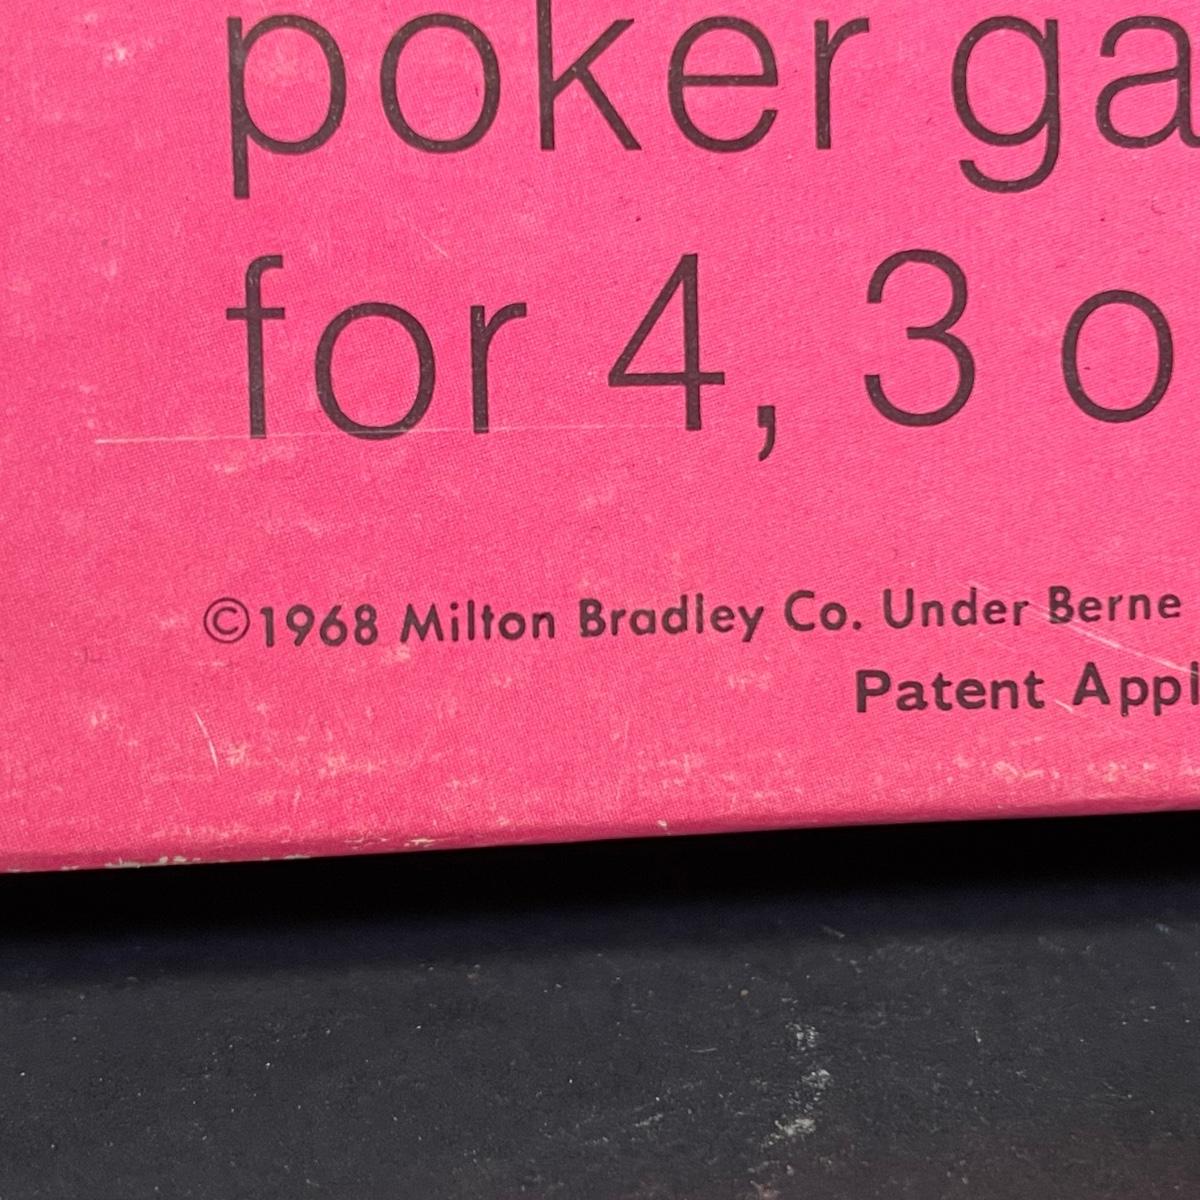 poker ga
for 4, 3 o
©1968 Milton Bradley Co. Under Berne
Patent Appl